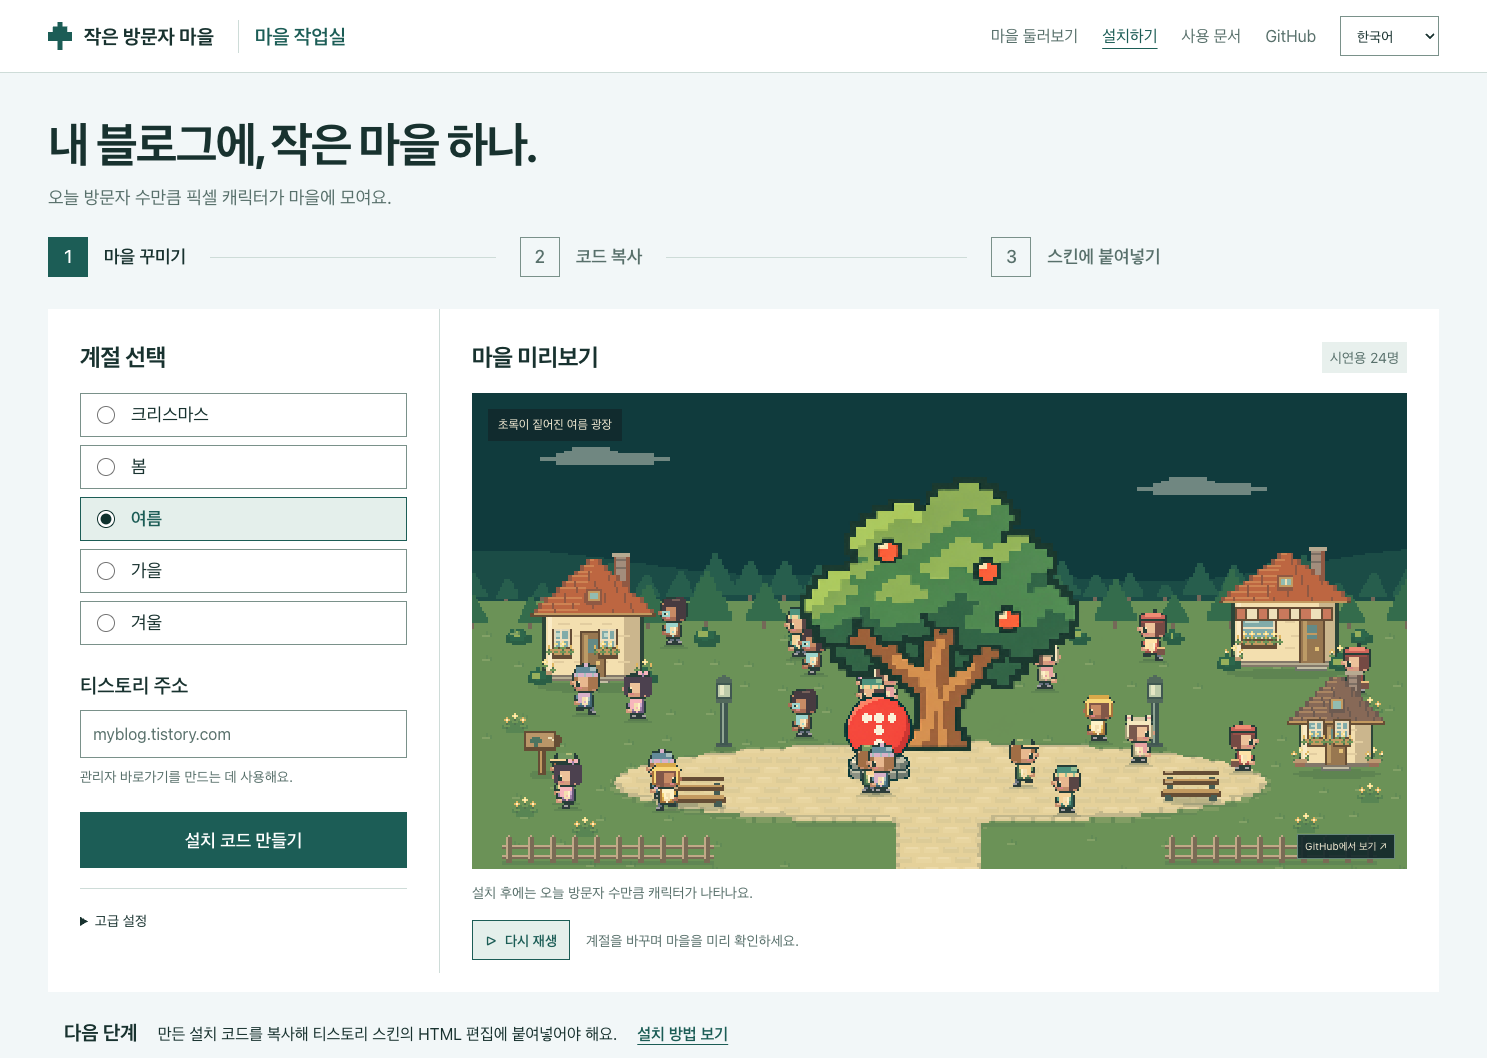 작은 방문자 마을
마을 작업실
마을 둘러보기
설치하기
사용 문서
GitHub
한국어
내 블로그에, 작은 마을 하나.
오늘 방문자 수만큼 픽셀 캐릭터가 마을에 모여요.
1 마을 꾸미기
2 코드 복사
3 스킨에 붙여넣기
계절 선택
크리스마스
봄
여름
가을
겨울
티스토리 주소
myblog.tistory.com
관리자 바로가기를 만드는 데 사용해요.
설치 코드 만들기
▶ 고급 설정
마을 미리보기
시연용 24명
초록이 짙어진 여름 광장
GitHub에서 보기 ↗
설치 후에는 오늘 방문자 수만큼 캐릭터가 나타나요.
▷ 다시 재생
계절을 바꾸며 마을을 미리 확인하세요.
다음 단계
만든 설치 코드를 복사해 티스토리 스킨의 HTML 편집에 붙여넣어야 해요.
설치 방법 보기